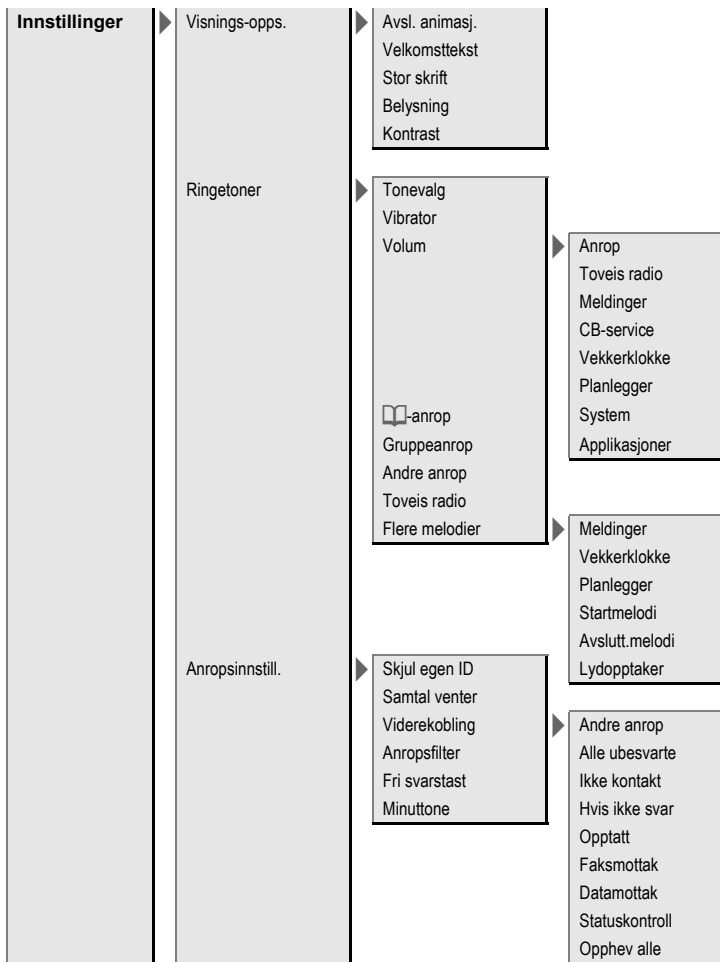 Innstillinger
Visnings-opps.
Avsl. animasj.
Velkomsttekst
Stor skrift
Belysning
Kontrast
Ringetoner
Tonevalg
Vibrator
Volum
Anrop
Toveis radio
Meldinger
CB-service
Vekkerklokke
Planlegger
System
Applikasjoner
-anrop
Gruppeanrop
Andre anrop
Toveis radio
Flere melodier
Meldinger
Vekkerklokke
Planlegger
Startmelodi
Avslutt.melodi
Lydopptaker
Anropsinnstill.
Skjul egen ID
Samtal venter
Viderekobling
Anropsfilter
Fri svarstast
Minuttone
Andre anrop
Alle ubesvarte
Ikke kontakt
Hvis ikke svar
Opptatt
Faksmottak
Datamottak
Statuskontroll
Opphev alle